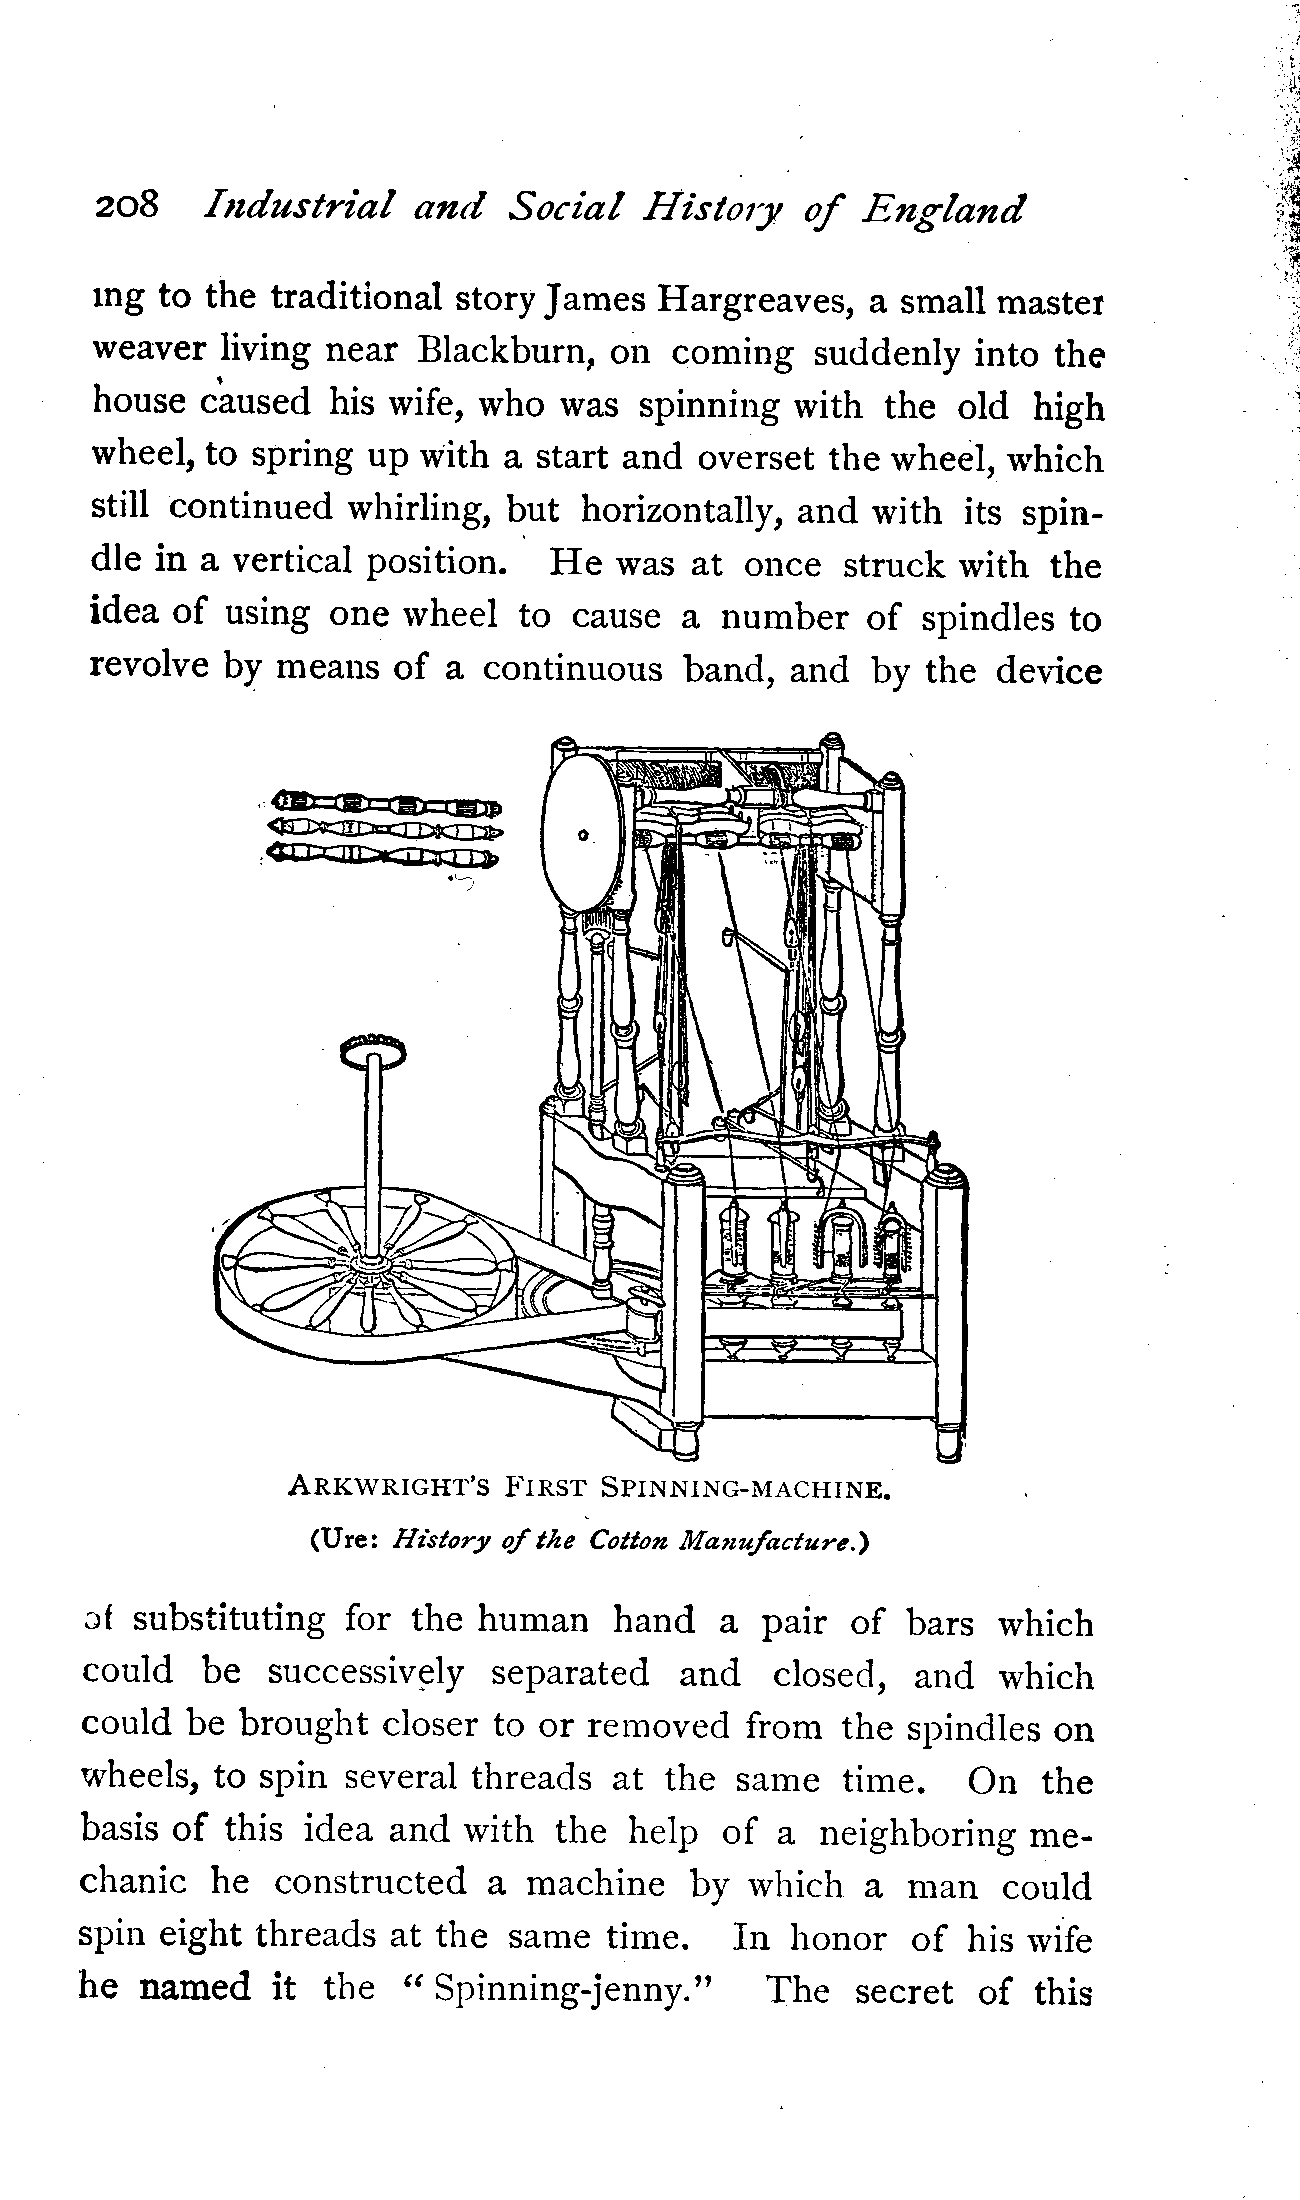 208 Industrial and Social History of England
ing to the traditional story James Hargreaves, a small master
weaver living near Blackburn, on coming suddenly into the
house caused his wife, who was spinning with the old high
wheel, to spring up with a start and overset the wheel, which
still continued whirling, but horizontally, and with its spin-
dle in a vertical position. He was at once struck with the
idea of using one wheel to cause a number of spindles to
revolve by means of a continuous band, and by the device
ARKWRIGHT'S FIRST SPINNING-MACHINE.
(Ure: History of the Cotton Manufacture.)
of substituting for the human hand a pair of bars which
could be successively separated and closed, and which
could be brought closer to or removed from the spindles on
wheels, to spin several threads at the same time. On the
basis of this idea and with the help of a neighboring me-
chanic he constructed a machine by which a man could
spin eight threads at the same time. In honor of his wife
he named it the “Spinning-jenny.” The secret of this